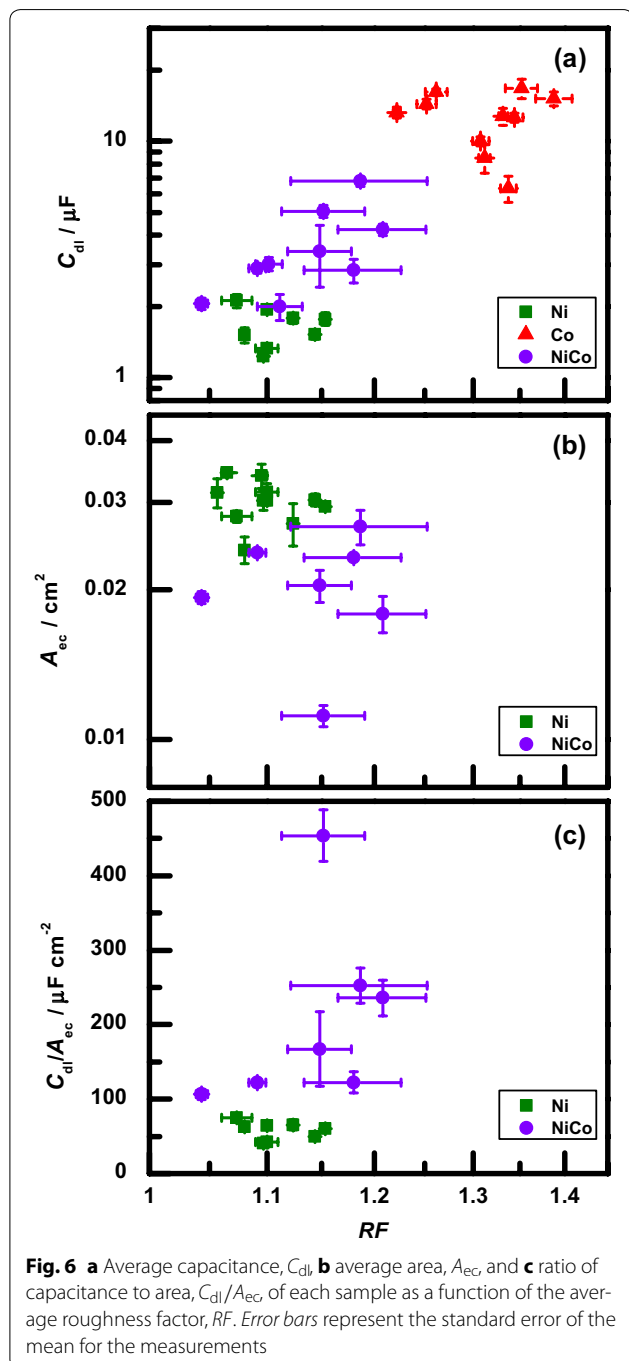 (a)
10
1
C_dl / µF
Ni
Co
NiCo
(b)
0.04
0.03
0.02
0.01
A_ec / cm²
Ni
NiCo
(c)
500
400
300
200
100
0
C_dl/A_ec / µF cm⁻²
Ni
NiCo
1 1.1 1.2 1.3 1.4
RF
Fig. 6 a Average capacitance, C_dl, b average area, A_ec, and c ratio of
capacitance to area, C_dl/A_ec, of each sample as a function of the aver-
age roughness factor, RF. Error bars represent the standard error of the
mean for the measurements